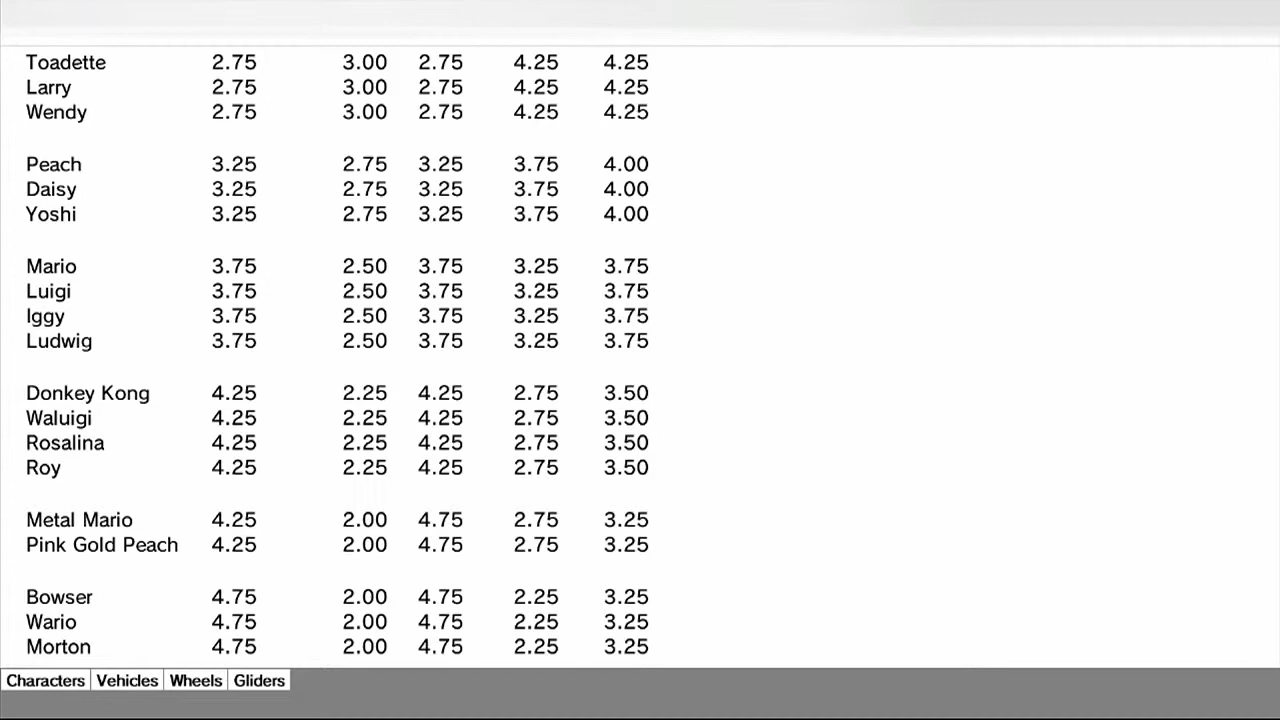 Toadette 2.75 3.00 2.75 4.25 4.25
Larry 2.75 3.00 2.75 4.25 4.25
Wendy 2.75 3.00 2.75 4.25 4.25
Peach 3.25 2.75 3.25 3.75 4.00
Daisy 3.25 2.75 3.25 3.75 4.00
Yoshi 3.25 2.75 3.25 3.75 4.00
Mario 3.75 2.50 3.75 3.25 3.75
Luigi 3.75 2.50 3.75 3.25 3.75
Iggy 3.75 2.50 3.75 3.25 3.75
Ludwig 3.75 2.50 3.75 3.25 3.75
Donkey Kong 4.25 2.25 4.25 2.75 3.50
Waluigi 4.25 2.25 4.25 2.75 3.50
Rosalina 4.25 2.25 4.25 2.75 3.50
Roy 4.25 2.25 4.25 2.75 3.50
Metal Mario 4.25 2.00 4.75 2.75 3.25
Pink Gold Peach 4.25 2.00 4.75 2.75 3.25
Bowser 4.75 2.00 4.75 2.25 3.25
Wario 4.75 2.00 4.75 2.25 3.25
Morton 4.75 2.00 4.75 2.25 3.25
Characters Vehicles Wheels Gliders